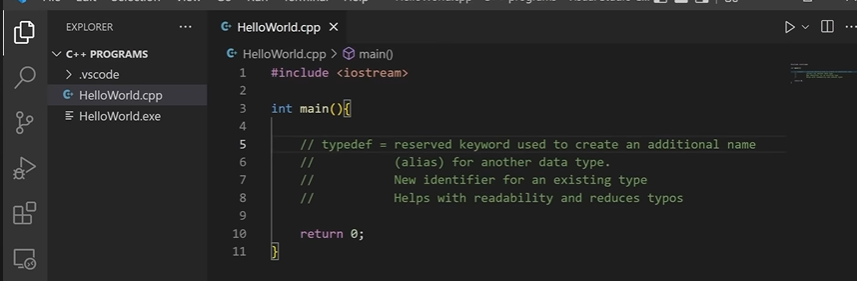 EXPLORER
C++ PROGRAMS
.vscode
HelloWorld.cpp
HelloWorld.exe
HelloWorld.cpp
HelloWorld.cpp > main()
1 #include <iostream>
2
3 int main(){
4
5 // typedef = reserved keyword used to create an additional name
6 // (alias) for another data type.
7 // New identifier for an existing type
8 // Helps with readability and reduces typos
9
10 return 0;
11 }